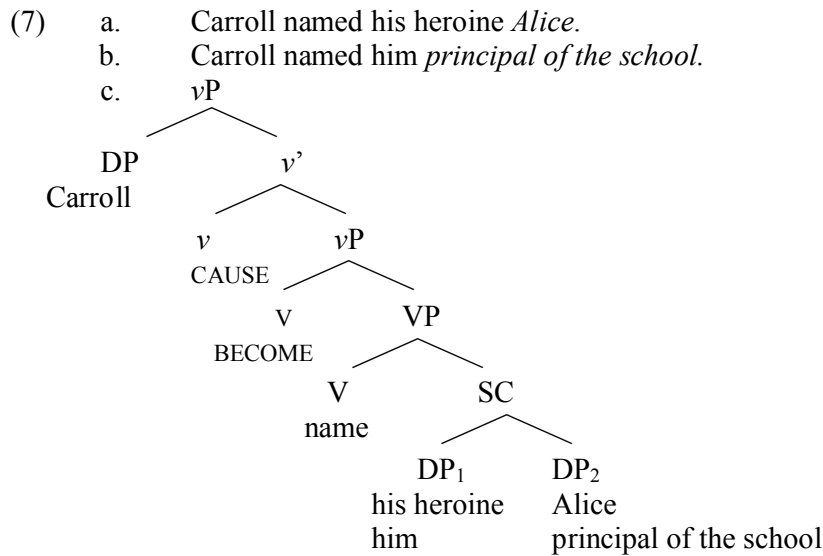 (7) a. Carroll named his heroine Alice.
b. Carroll named him principal of the school.
c. vP
DP v’
Carroll
v vP
CAUSE
V VP
BECOME
V SC
name
DP₁ DP₂
his heroine Alice
him principal of the school